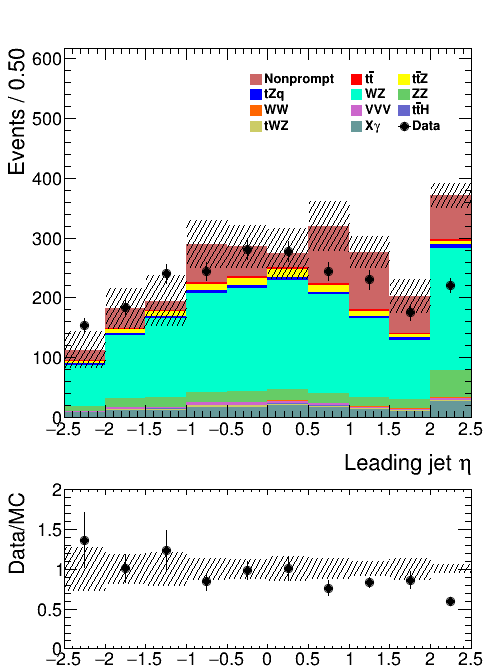 Events / 0.50
600
500
400
300
200
100
0
Nonprompt tt̄ tt̄Z
tZq WZ ZZ
WW VVV tt̄H
tWZ Xγ Data
−2.5 −2 −1.5 −1 −0.5 0 0.5 1 1.5 2 2.5
Leading jet η
Data/MC
2
1.5
1
0.5
0
−2.5 −2 −1.5 −1 −0.5 0 0.5 1 1.5 2 2.5